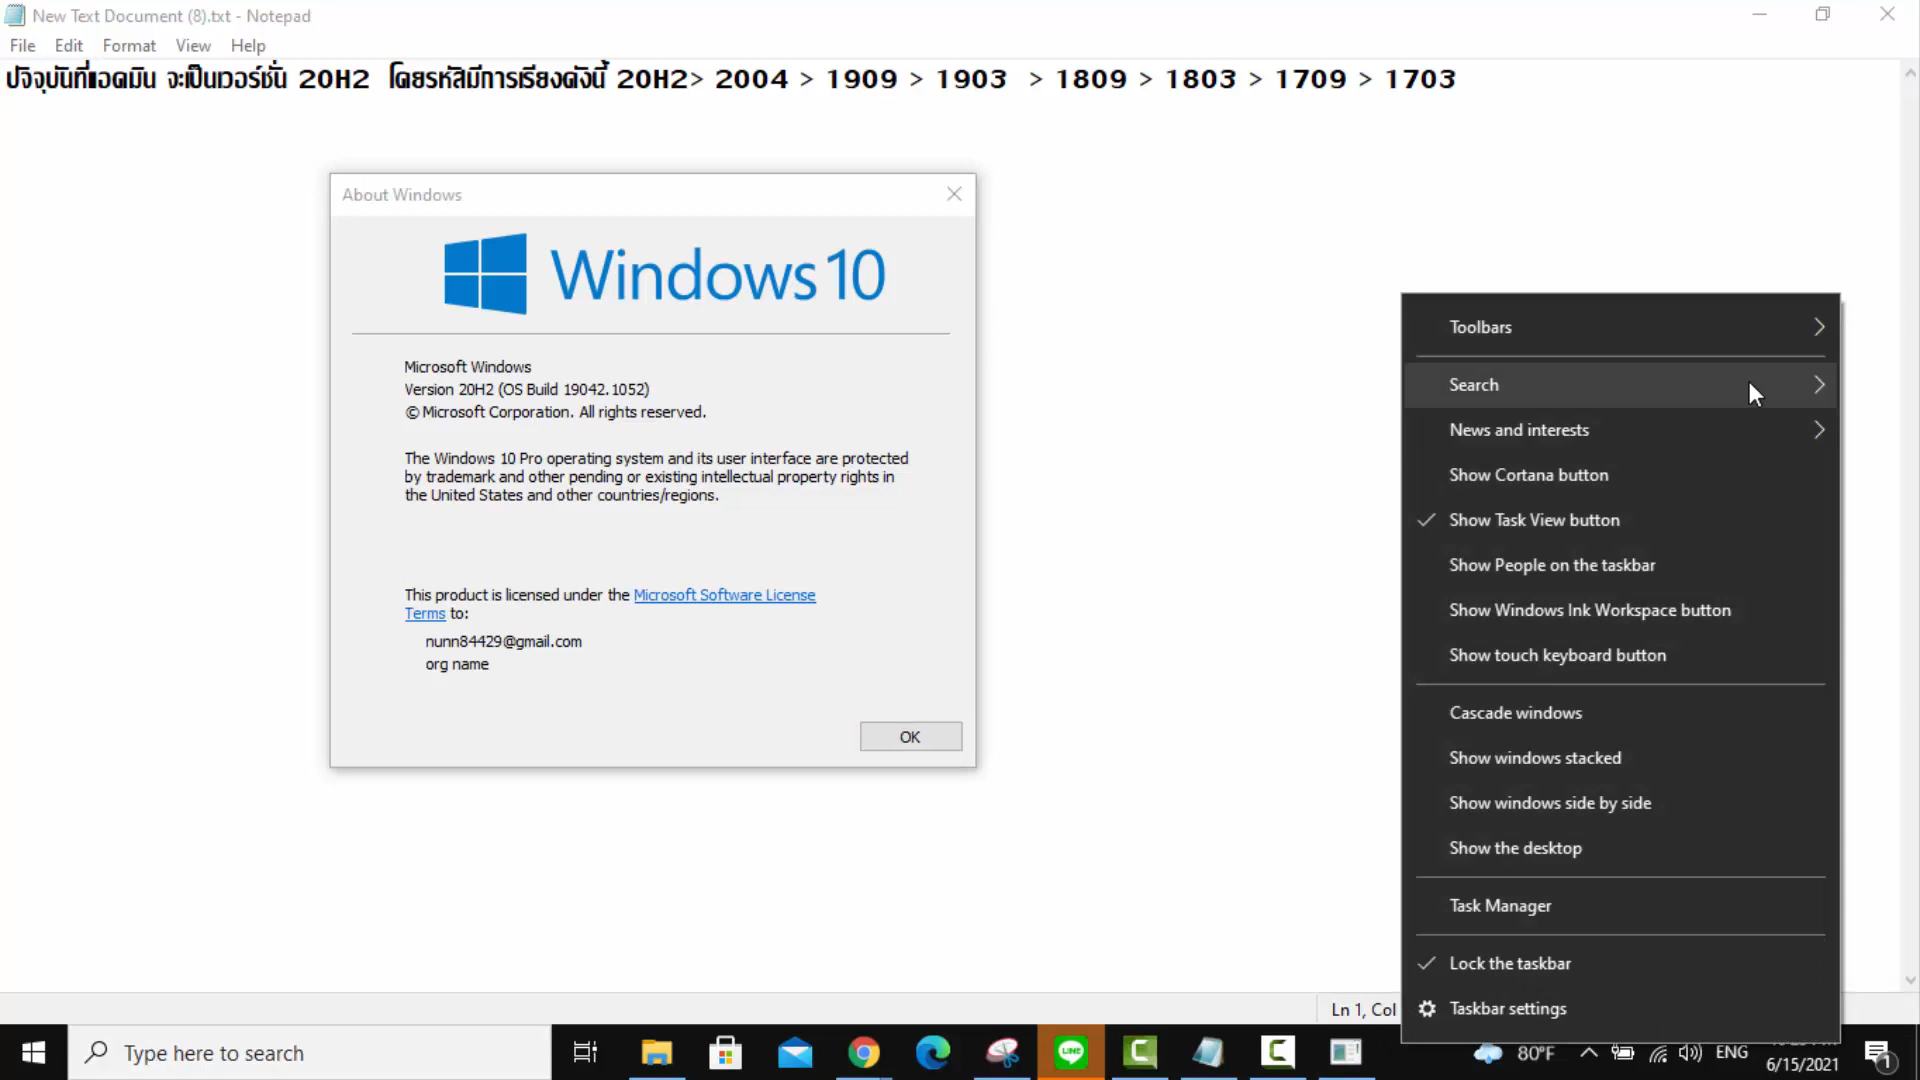 New Text Document (8).txt - Notepad
File Edit Format View Help
ปัจจุบันที่แอดมิน จะเป็นเวอร์ชั่น 20H2 โดยรหัสมีการเรียงดังนี้ 20H2> 2004 > 1909 > 1903 > 1809 > 1803 > 1709 > 1703
About Windows
Windows 10
Microsoft Windows
Version 20H2 (OS Build 19042.1052)
© Microsoft Corporation. All rights reserved.
The Windows 10 Pro operating system and its user interface are protected
by trademark and other pending or existing intellectual property rights in
the United States and other countries/regions.
This product is licensed under the Microsoft Software License
Terms to:
nunn84429@gmail.com
org name
OK
Toolbars
Search
News and interests
Show Cortana button
Show Task View button
Show People on the taskbar
Show Windows Ink Workspace button
Show touch keyboard button
Cascade windows
Show windows stacked
Show windows side by side
Show the desktop
Task Manager
Lock the taskbar
Taskbar settings
Ln 1, Col
Type here to search
LINE
80°F
ENG
6/15/2021
1